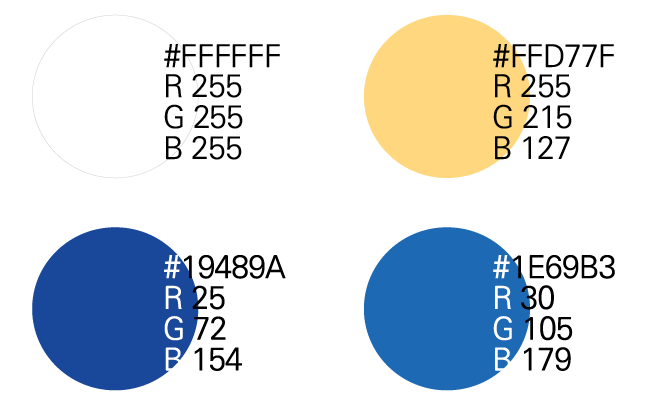 #FFFFFF
R 255
G 255
B 255
#FFD77F
R 255
G 215
B 127
#19489A
R 25
G 72
B 154
#1E69B3
R 30
G 105
B 179